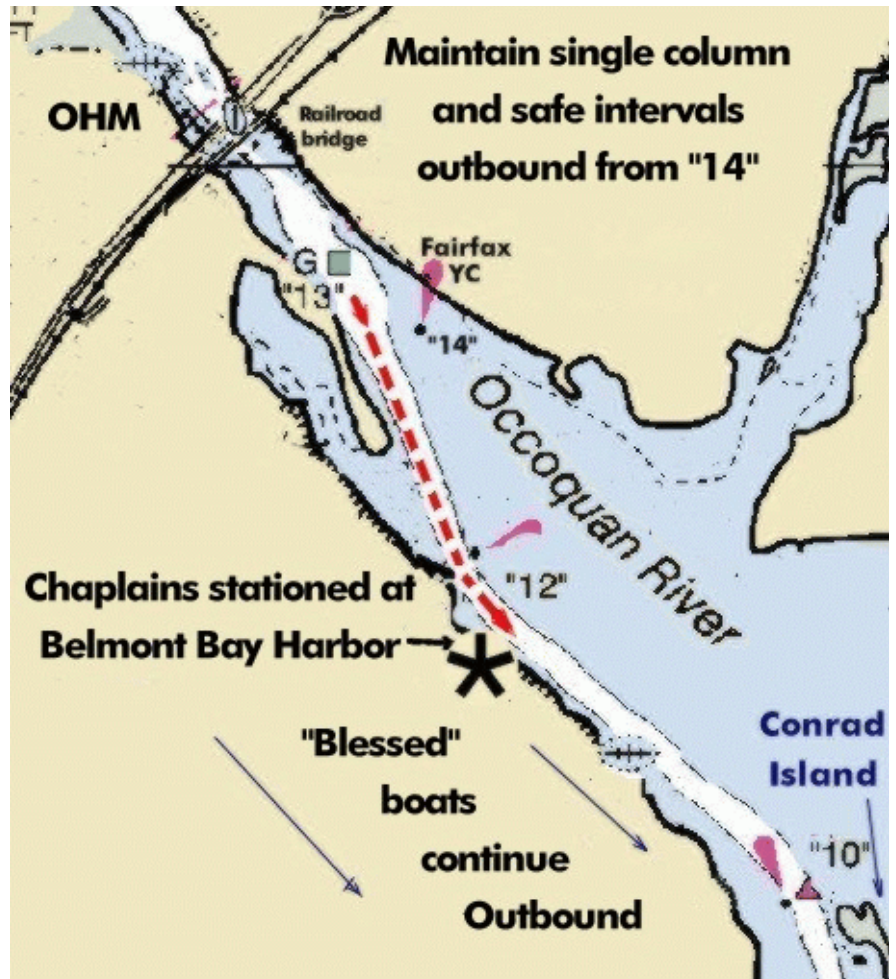 Maintain single column
and safe intervals
outbound from "14"
OHM
Railroad
bridge
Fairfax
YC
G
"13"
"14"
Occoquan River
"12"
Chaplains stationed at
Belmont Bay Harbor
"Blessed"
boats
continue
Outbound
Conrad
Island
"10"